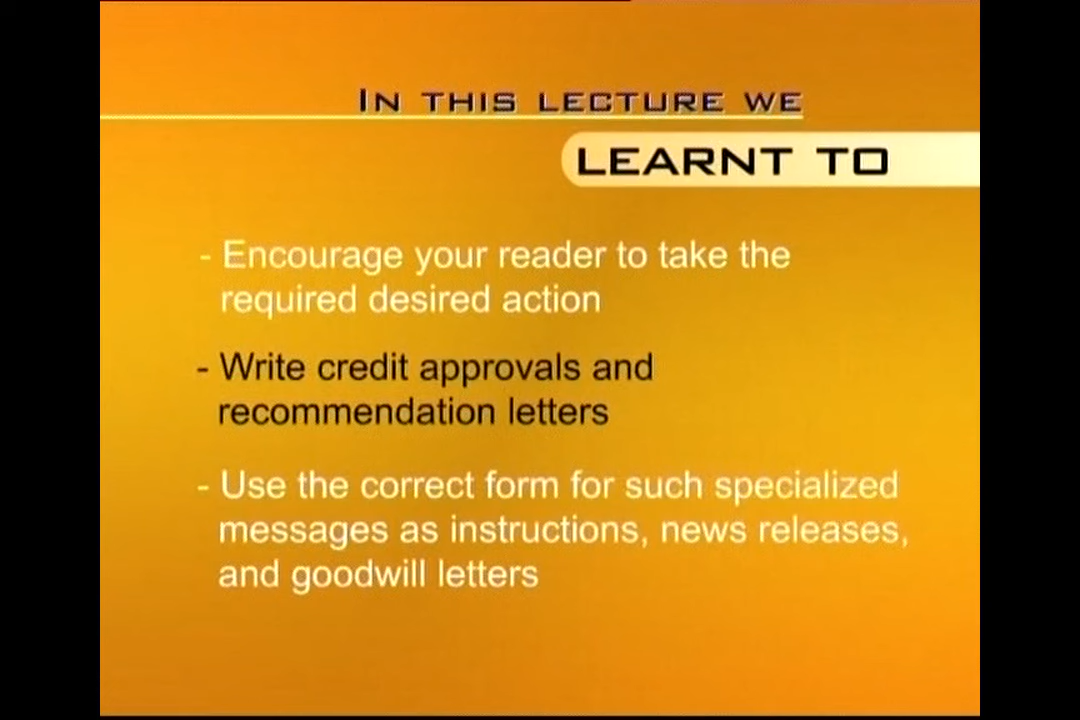 IN THIS LECTURE WE
LEARNT TO
- Encourage your reader to take the
required desired action
- Write credit approvals and
recommendation letters
- Use the correct form for such specialized
messages as instructions, news releases,
and goodwill letters